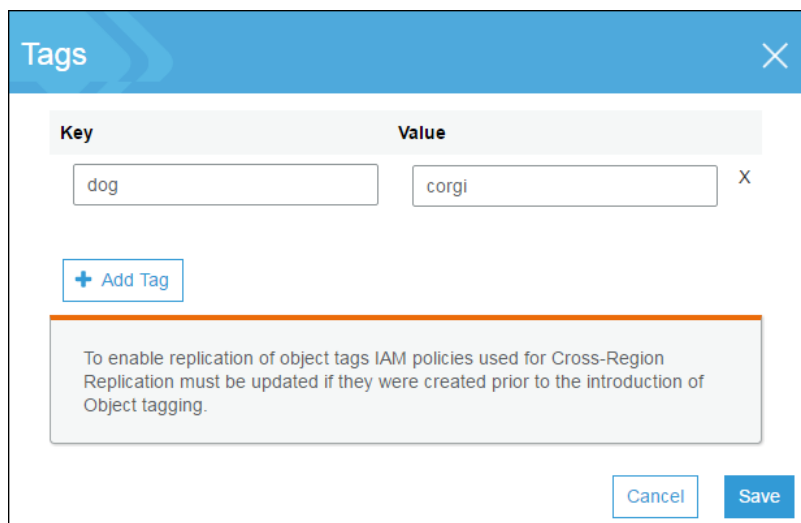 Tags
Key Value
dog corgi X
+ Add Tag
To enable replication of object tags IAM policies used for Cross-Region
Replication must be updated if they were created prior to the introduction of
Object tagging.
Cancel Save